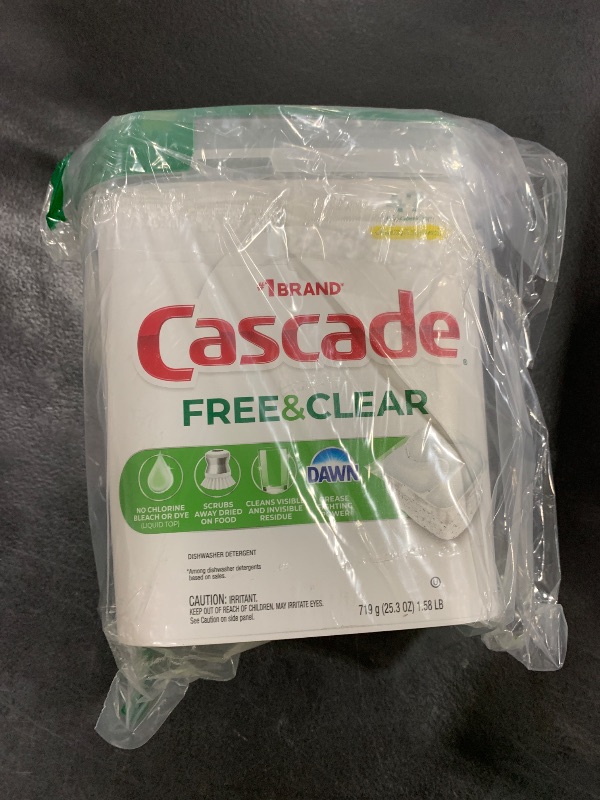 #1 BRAND*
Cascade®
FREE&CLEAR
NO CHLORINE
BLEACH OR DYE
(LIQUID TOP)
SCRUBS
AWAY DRIED
ON FOOD
CLEANS VISIBLE
AND INVISIBLE
RESIDUE
DAWN
GREASE
FIGHTING
POWER
DISHWASHER DETERGENT
*Among dishwasher detergents
based on sales.
CAUTION: IRRITANT.
KEEP OUT OF REACH OF CHILDREN. MAY IRRITATE EYES.
See Caution on side panel.
U
719 g (25.3 OZ) 1.58 LB